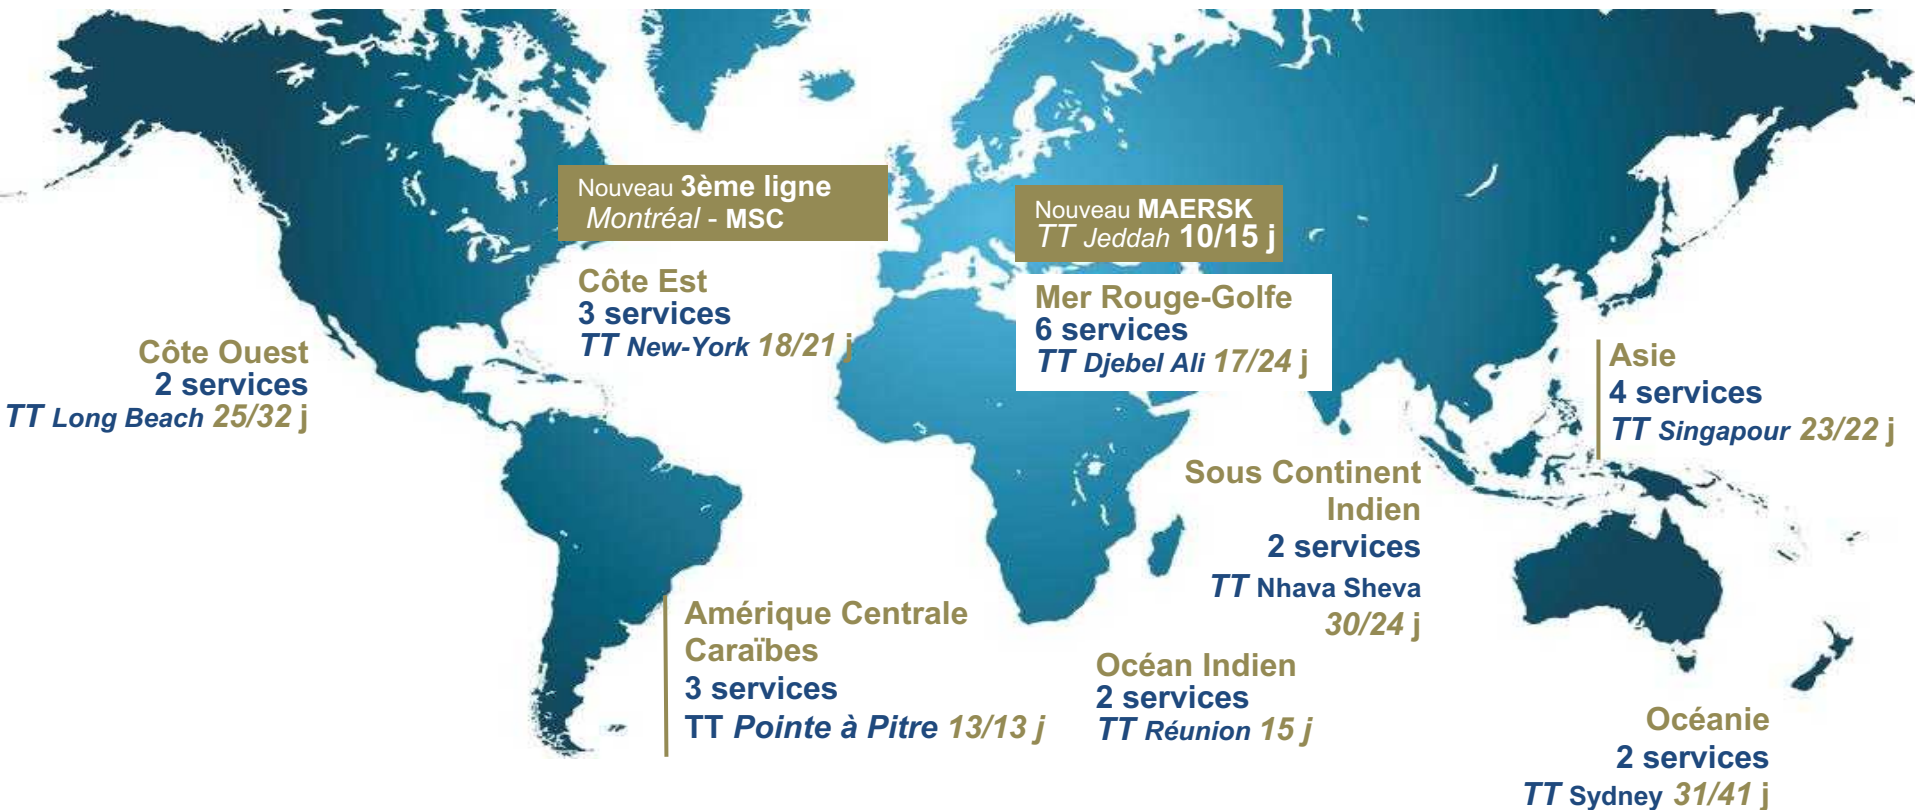 Nouveau 3ème ligne
Montréal - MSC
Nouveau MAERSK
TT Jeddah 10/15 j
Côte Est
3 services
TT New-York 18/21 j
Mer Rouge-Golfe
6 services
TT Djebel Ali 17/24 j
Côte Ouest
2 services
TT Long Beach 25/32 j
Asie
4 services
TT Singapour 23/22 j
Sous Continent
Indien
2 services
TT Nhava Sheva
30/24 j
Amérique Centrale
Caraïbes
3 services
TT Pointe à Pitre 13/13 j
Océan Indien
2 services
TT Réunion 15 j
Océanie
2 services
TT Sydney 31/41 j